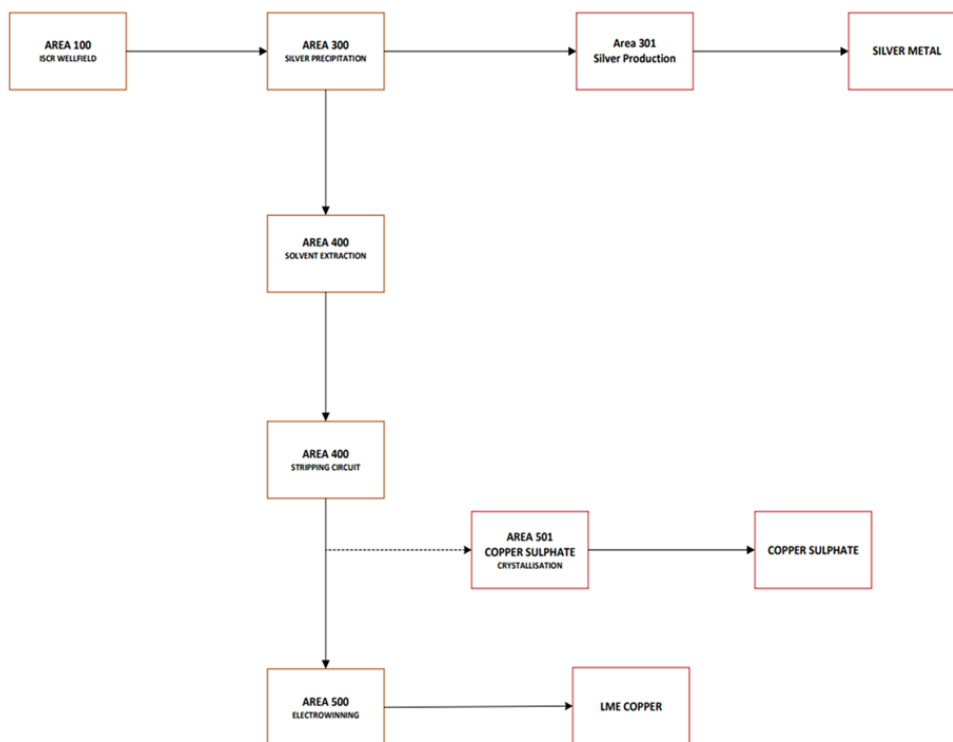 AREA 100
ISCR WELLFIELD
AREA 300
SILVER PRECIPITATION
Area 301
Silver Production
SILVER METAL
AREA 400
SOLVENT EXTRACTION
AREA 400
STRIPPING CIRCUIT
AREA 501
COPPER SULPHATE
CRYSTALLISATION
COPPER SULPHATE
AREA 500
ELECTROWINNING
LME COPPER